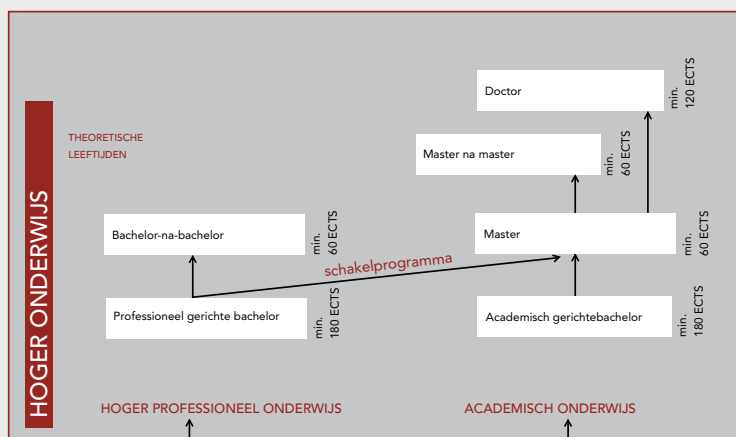 Doctor
min.
120 ECTS
THEORETISCHE
LEEFTIJDEN
Master na master
min.
60 ECTS
HOGER ONDERWIJS
Bachelor-na-bachelor
min.
60 ECTS
Master
min.
60 ECTS
schakelprogramma
Professioneel gerichte bachelor
min.
180 ECTS
Academisch gerichtebachelor
min.
180 ECTS
HOGER PROFESSIONEEL ONDERWIJS
ACADEMISCH ONDERWIJS